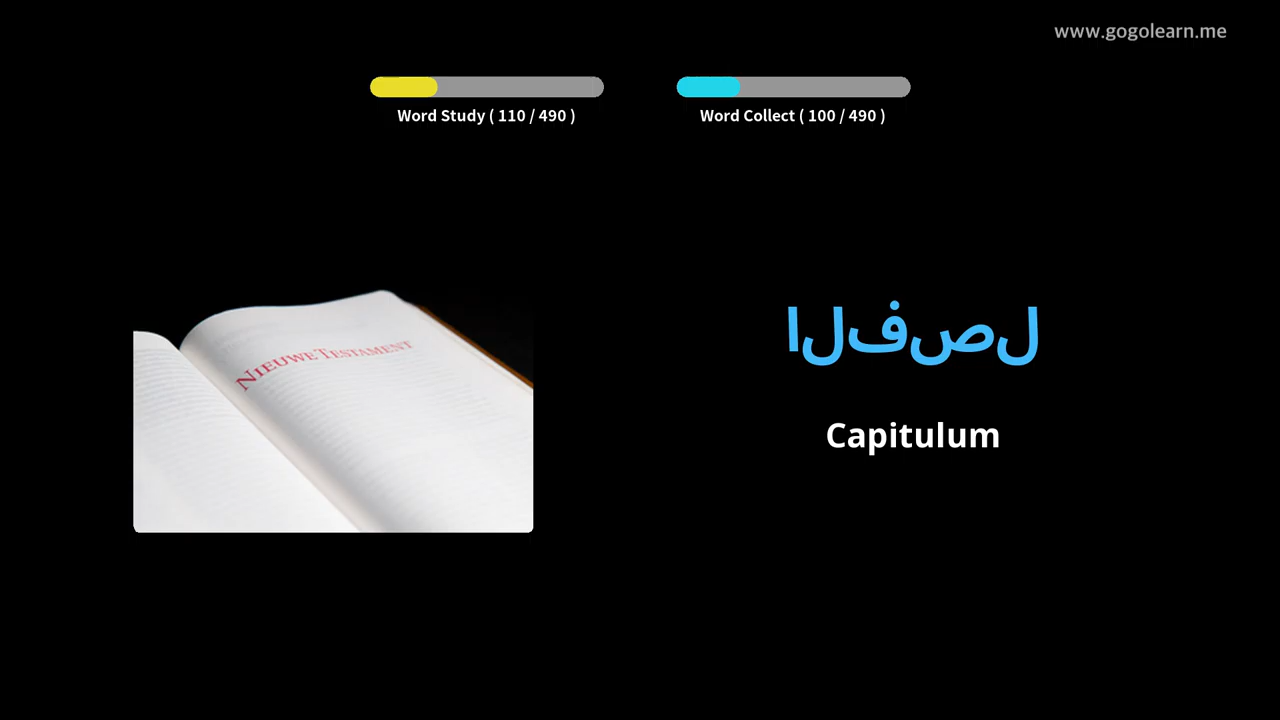 www.gogolearn.me
Word Study ( 110 / 490 )
Word Collect ( 100 / 490 )
NIEUWE TESTAMENT
الفصل
Capitulum